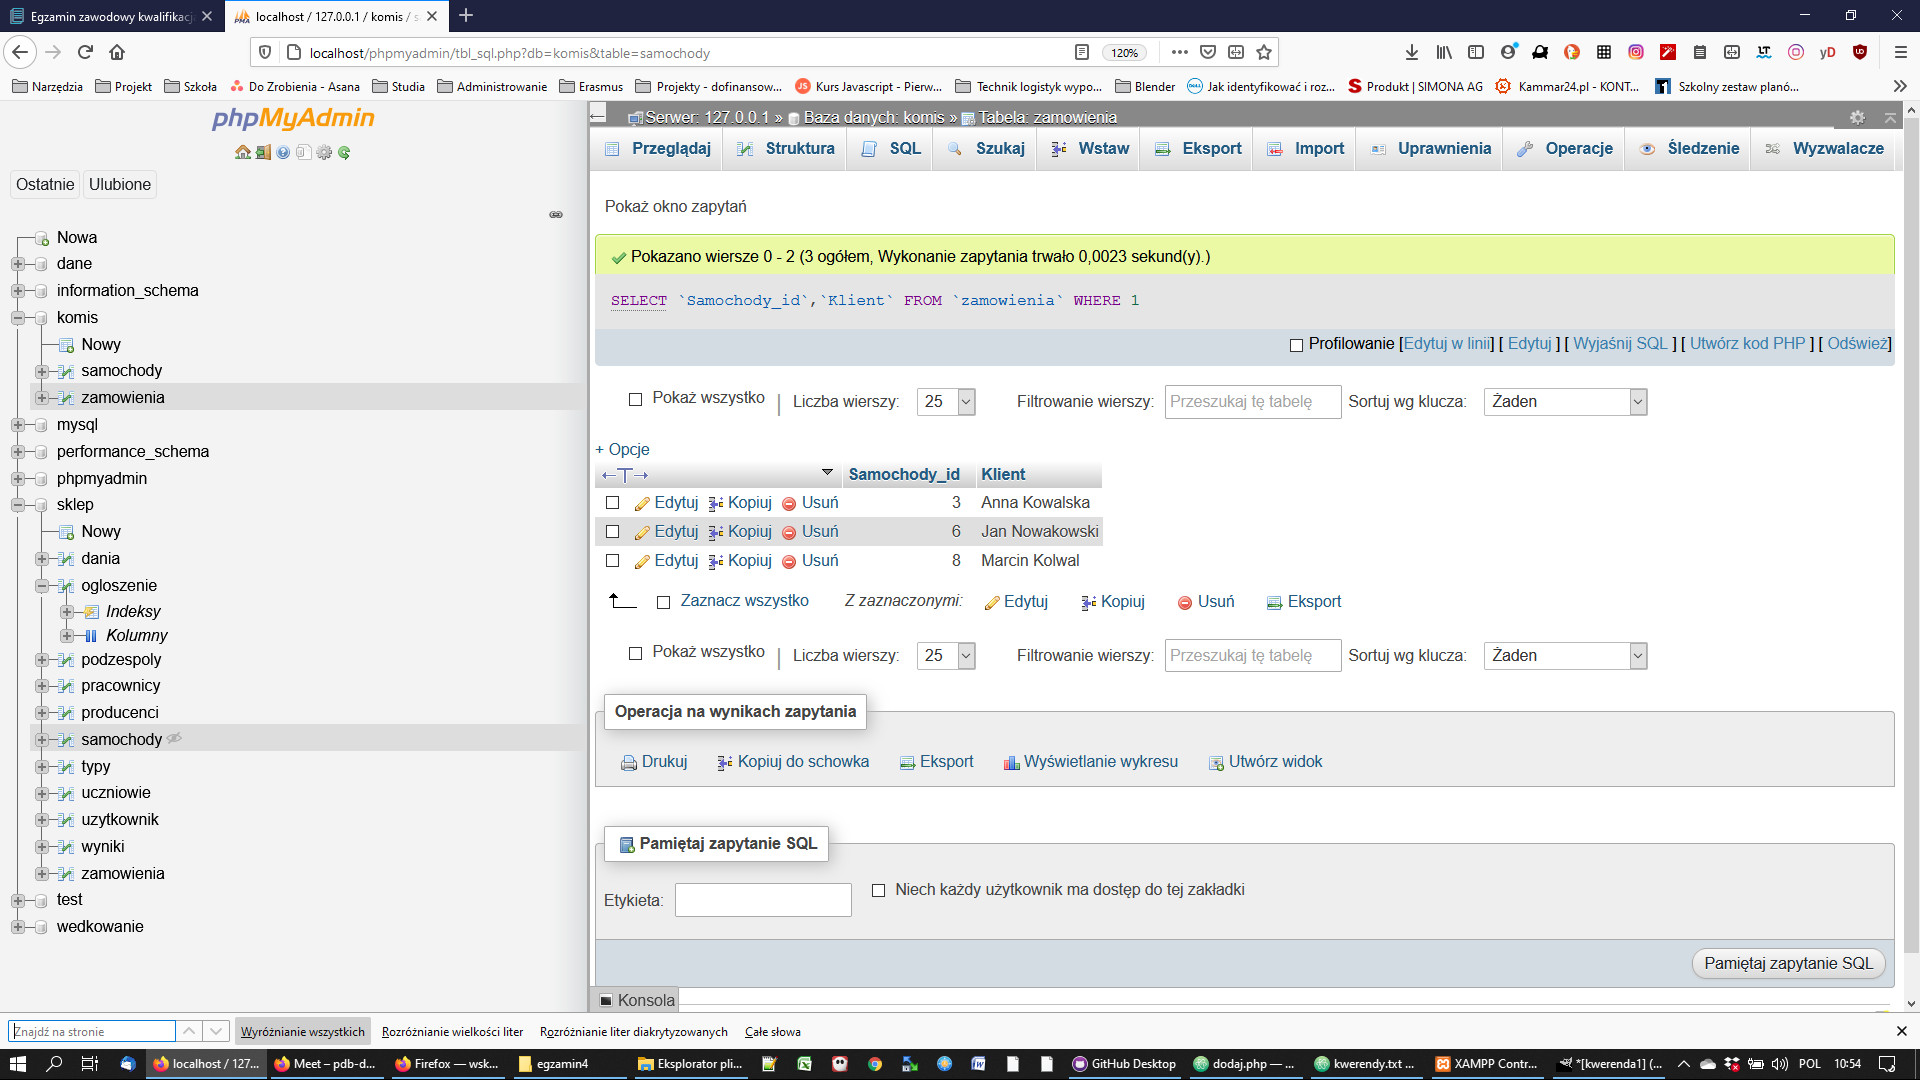 Egzamin zawodowy kwalifikacj
localhost / 127.0.0.1 / komis / s
localhost/phpmyadmin/tbl_sql.php?db=komis&table=samochody
120%
Narzędzia Projekt Szkoła Do Zrobienia - Asana Studia Administrowanie Erasmus Projekty - dofinansow... Kurs Javascript - Pierw... Technik logistyk wypo... Blender Jak identyfikować i roz... Produkt | SIMONA AG Kammar24.pl - KONT... Szkolny zestaw planó...
phpMyAdmin
Ostatnie Ulubione
Nowa
dane
information_schema
komis
Nowy
samochody
zamowienia
mysql
performance_schema
phpmyadmin
sklep
Nowy
dania
ogloszenie
Indeksy
Kolumny
podzespoly
pracownicy
producenci
samochody
typy
uczniowie
uzytkownik
wyniki
zamowienia
test
wedkowanie
Serwer: 127.0.0.1 » Baza danych: komis » Tabela: zamowienia
Przeglądaj Struktura SQL Szukaj Wstaw Eksport Import Uprawnienia Operacje Śledzenie Wyzwalacze
Pokaż okno zapytań
Pokazano wiersze 0 - 2 (3 ogółem, Wykonanie zapytania trwało 0,0023 sekund(y).)
SELECT `Samochody_id`,`Klient` FROM `zamowienia` WHERE 1
Profilowanie [Edytuj w linii] [ Edytuj ] [ Wyjaśnij SQL ] [ Utwórz kod PHP ] [ Odśwież]
Pokaż wszystko | Liczba wierszy: 25 Filtrowanie wierszy: Przeszukaj tę tabelę Sortuj wg klucza: Żaden
+ Opcje
←T→ Samochody_id Klient
Edytuj Kopiuj Usuń 3 Anna Kowalska
Edytuj Kopiuj Usuń 6 Jan Nowakowski
Edytuj Kopiuj Usuń 8 Marcin Kolwal
Zaznacz wszystko Z zaznaczonymi: Edytuj Kopiuj Usuń Eksport
Pokaż wszystko | Liczba wierszy: 25 Filtrowanie wierszy: Przeszukaj tę tabelę Sortuj wg klucza: Żaden
Operacja na wynikach zapytania
Drukuj Kopiuj do schowka Eksport Wyświetlanie wykresu Utwórz widok
Pamiętaj zapytanie SQL
Etykieta: Niech każdy użytkownik ma dostęp do tej zakładki
Pamiętaj zapytanie SQL
Konsola
Znajdź na stronie Wyróżnianie wszystkich Rozróżnianie wielkości liter Rozróżnianie liter diakrytyzowanych Całe słowa
localhost / 127... Meet – pdb-d... Firefox — wsk... egzamin4 Eksplorator pli... GitHub Desktop dodaj.php — ... kwerendy.txt ... XAMPP Contr... *[kwerenda1] (... POL 10:54